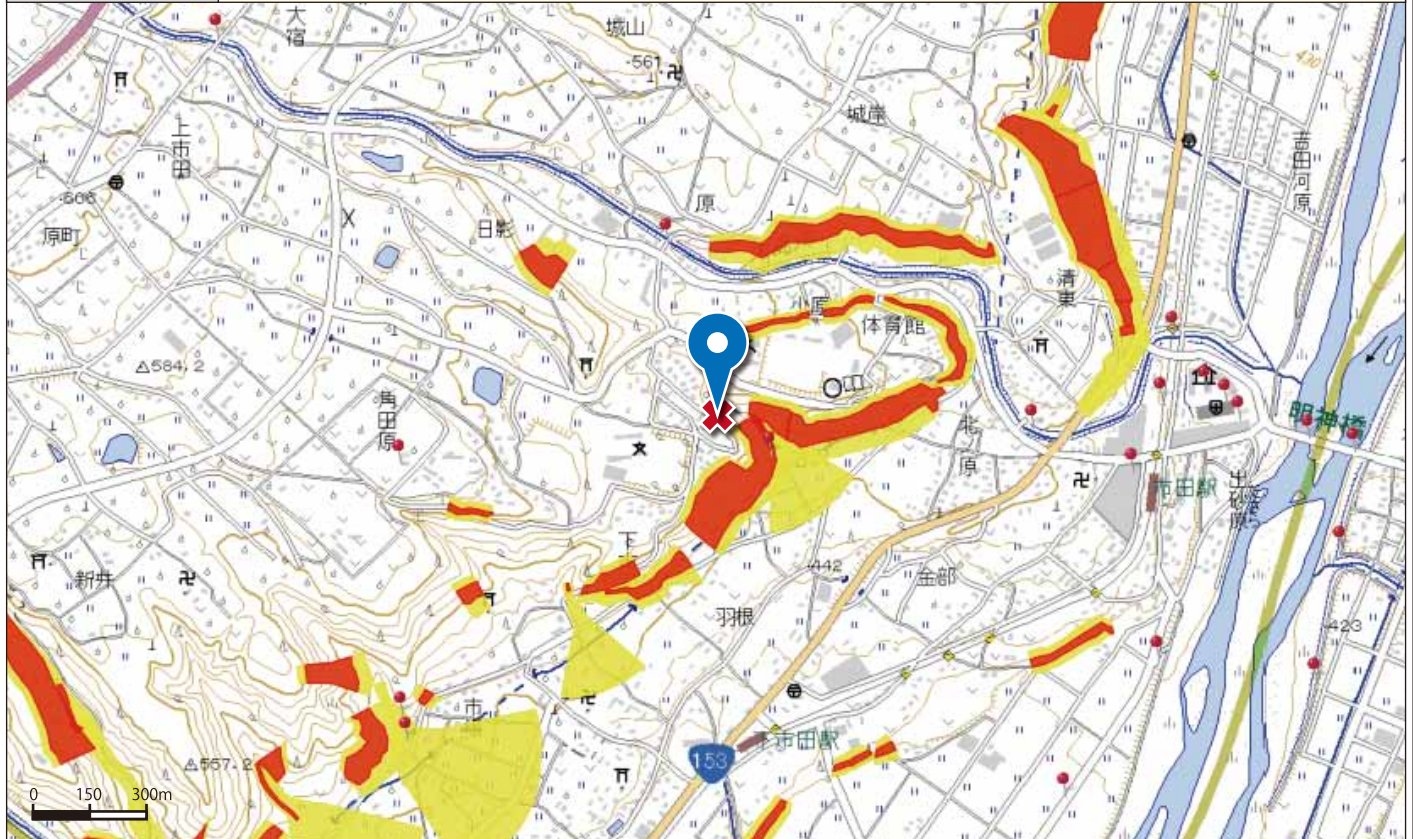 大宿
城山
561
城岸
430
上市田
吉田河原
566
原町
原
日影
清東
小原
体育館
584.2
角田原
北原
明神橋
市田駅
出砂原
下
442
金部
新井
羽根
423
市
下市田駅
153
557.2
0 150 300m